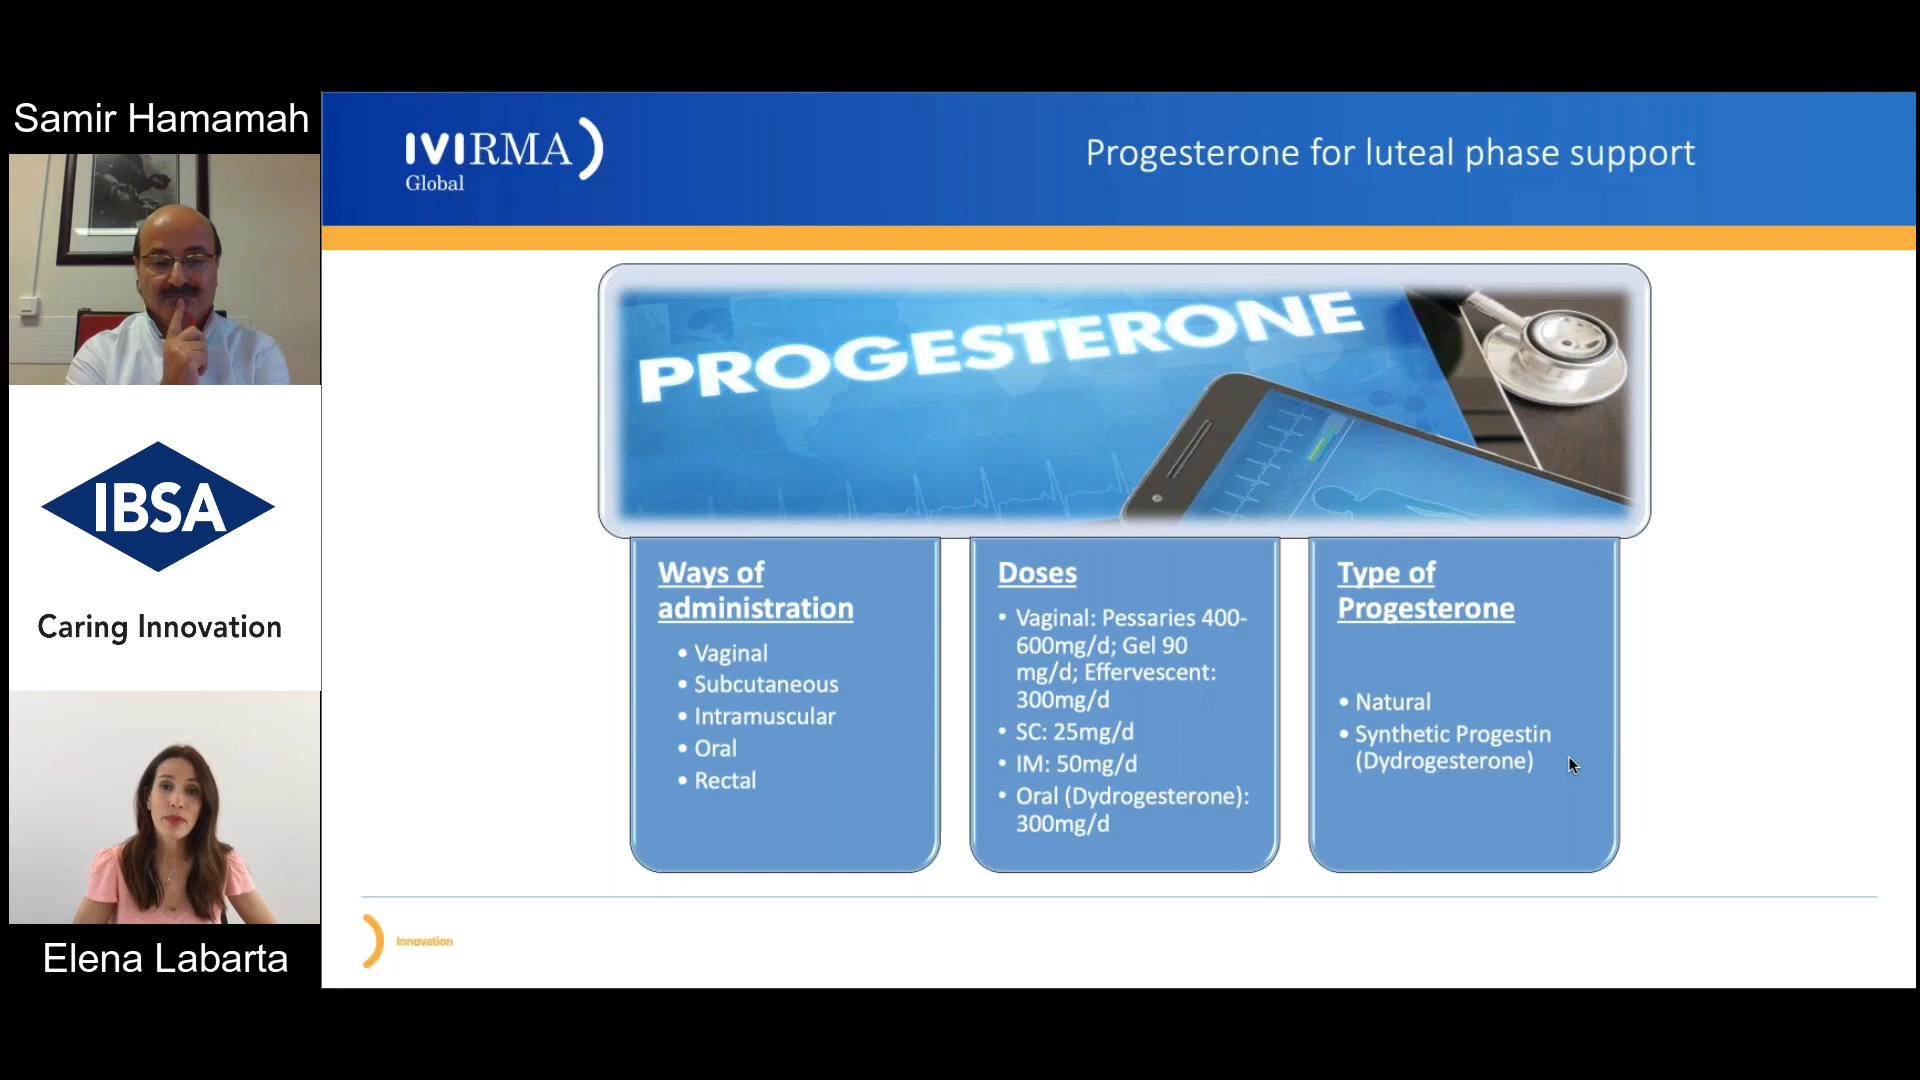 Samir Hamamah
IBSA
Caring Innovation
Elena Labarta
IVIRMA
Global
Progesterone for luteal phase support
PROGESTERONE
Ways of
administration
• Vaginal
• Subcutaneous
• Intramuscular
• Oral
• Rectal
Doses
• Vaginal: Pessaries 400-
600mg/d; Gel 90
mg/d; Effervescent:
300mg/d
• SC: 25mg/d
• IM: 50mg/d
• Oral (Dydrogesterone):
300mg/d
Type of
Progesterone
• Natural
• Synthetic Progestin
(Dydrogesterone)
Innovation